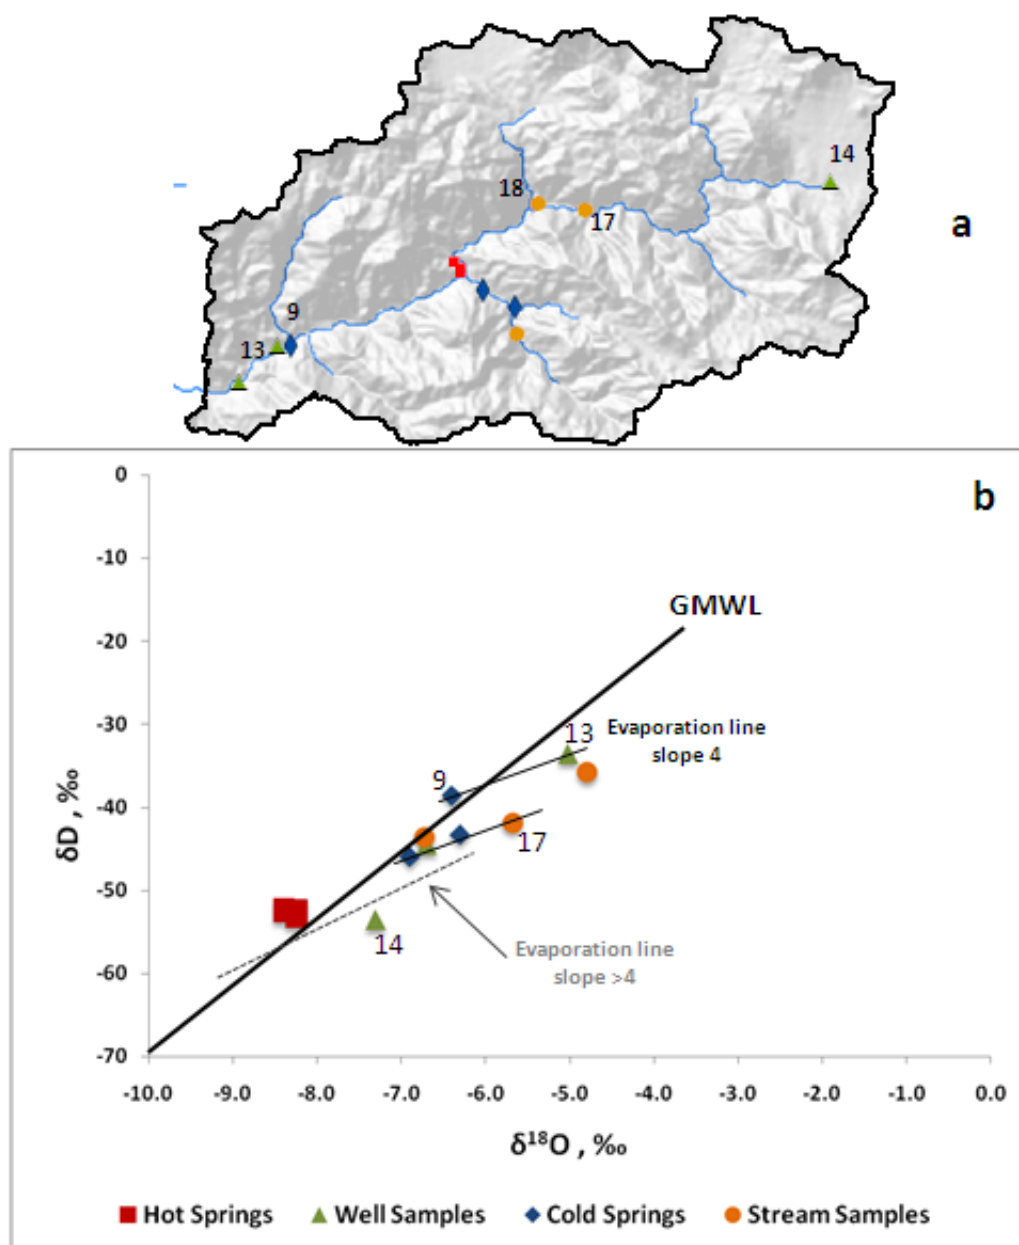 14
18
17
a
9
13
b
0
-10
-20
-30
-40
-50
-60
-70
GMWL
13
Evaporation line
slope 4
9
17
14
Evaporation line
slope >4
δD , ‰
-10.0 -9.0 -8.0 -7.0 -6.0 -5.0 -4.0 -3.0 -2.0 -1.0 0.0
δ¹⁸O , ‰
Hot Springs Well Samples Cold Springs Stream Samples